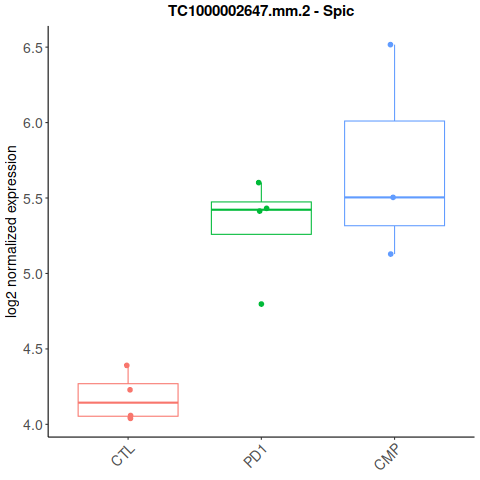 TC1000002647.mm.2 - Spic
log2 normalized expression
6.5
6.0
5.5
5.0
4.5
4.0
CTL
PD1
CMP